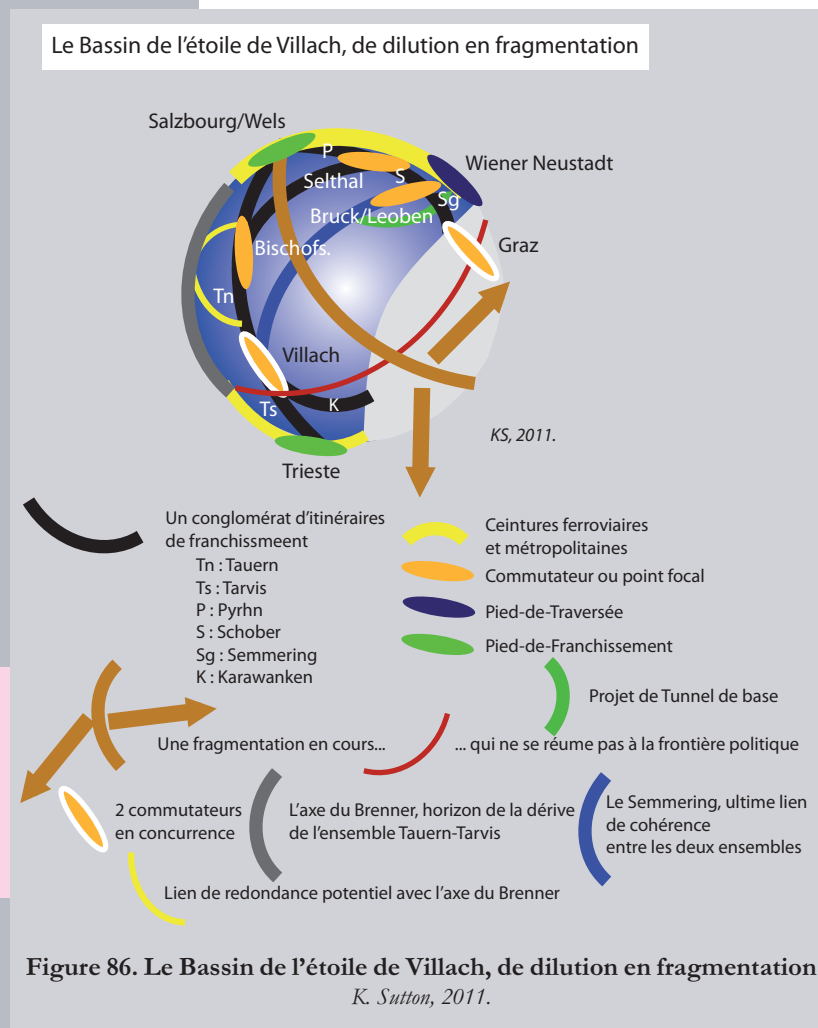 Le Bassin de l'étoile de Villach, de dilution en fragmentation
Salzbourg/Wels
P
Wiener Neustadt
Selthal
S
Sg
Bruck/Leoben
Graz
Bischofs.
Tn
Villach
Ts
K
KS, 2011.
Trieste
Un conglomérat d'itinéraires
de franchissmeent
Tn : Tauern
Ts : Tarvis
P : Pyrhn
S : Schober
Sg : Semmering
K : Karawanken
Ceintures ferroviaires
et métropolitaines
Commutateur ou point focal
Pied-de-Traversée
Pied-de-Franchissement
Projet de Tunnel de base
Une fragmentation en cours...
... qui ne se réume pas à la frontière politique
2 commutateurs
en concurrence
L'axe du Brenner, horizon de la dérive
de l'ensemble Tauern-Tarvis
Le Semmering, ultime lien
de cohérence
entre les deux ensembles
Lien de redondance potentiel avec l'axe du Brenner
Figure 86. Le Bassin de l'étoile de Villach, de dilution en fragmentation
K. Sutton, 2011.